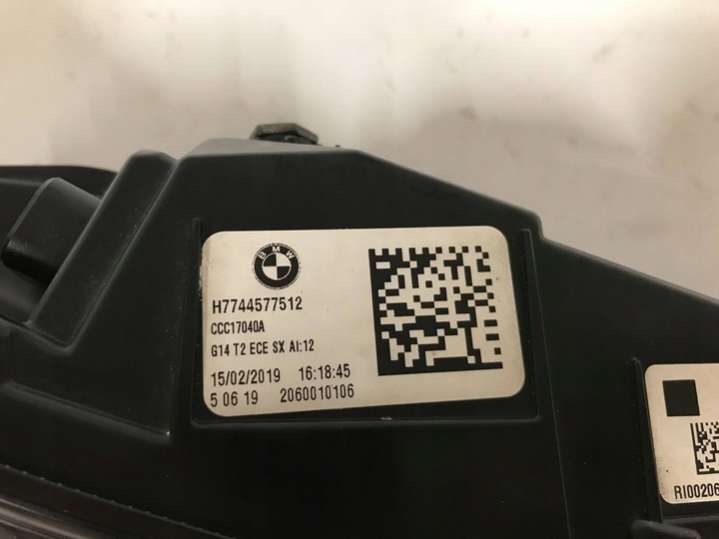 BMW
H7744577512
CCC17040A
G14 T2 ECE SX AI:12
15/02/2019 16:18:45
5 06 19 2060010106
RI00206